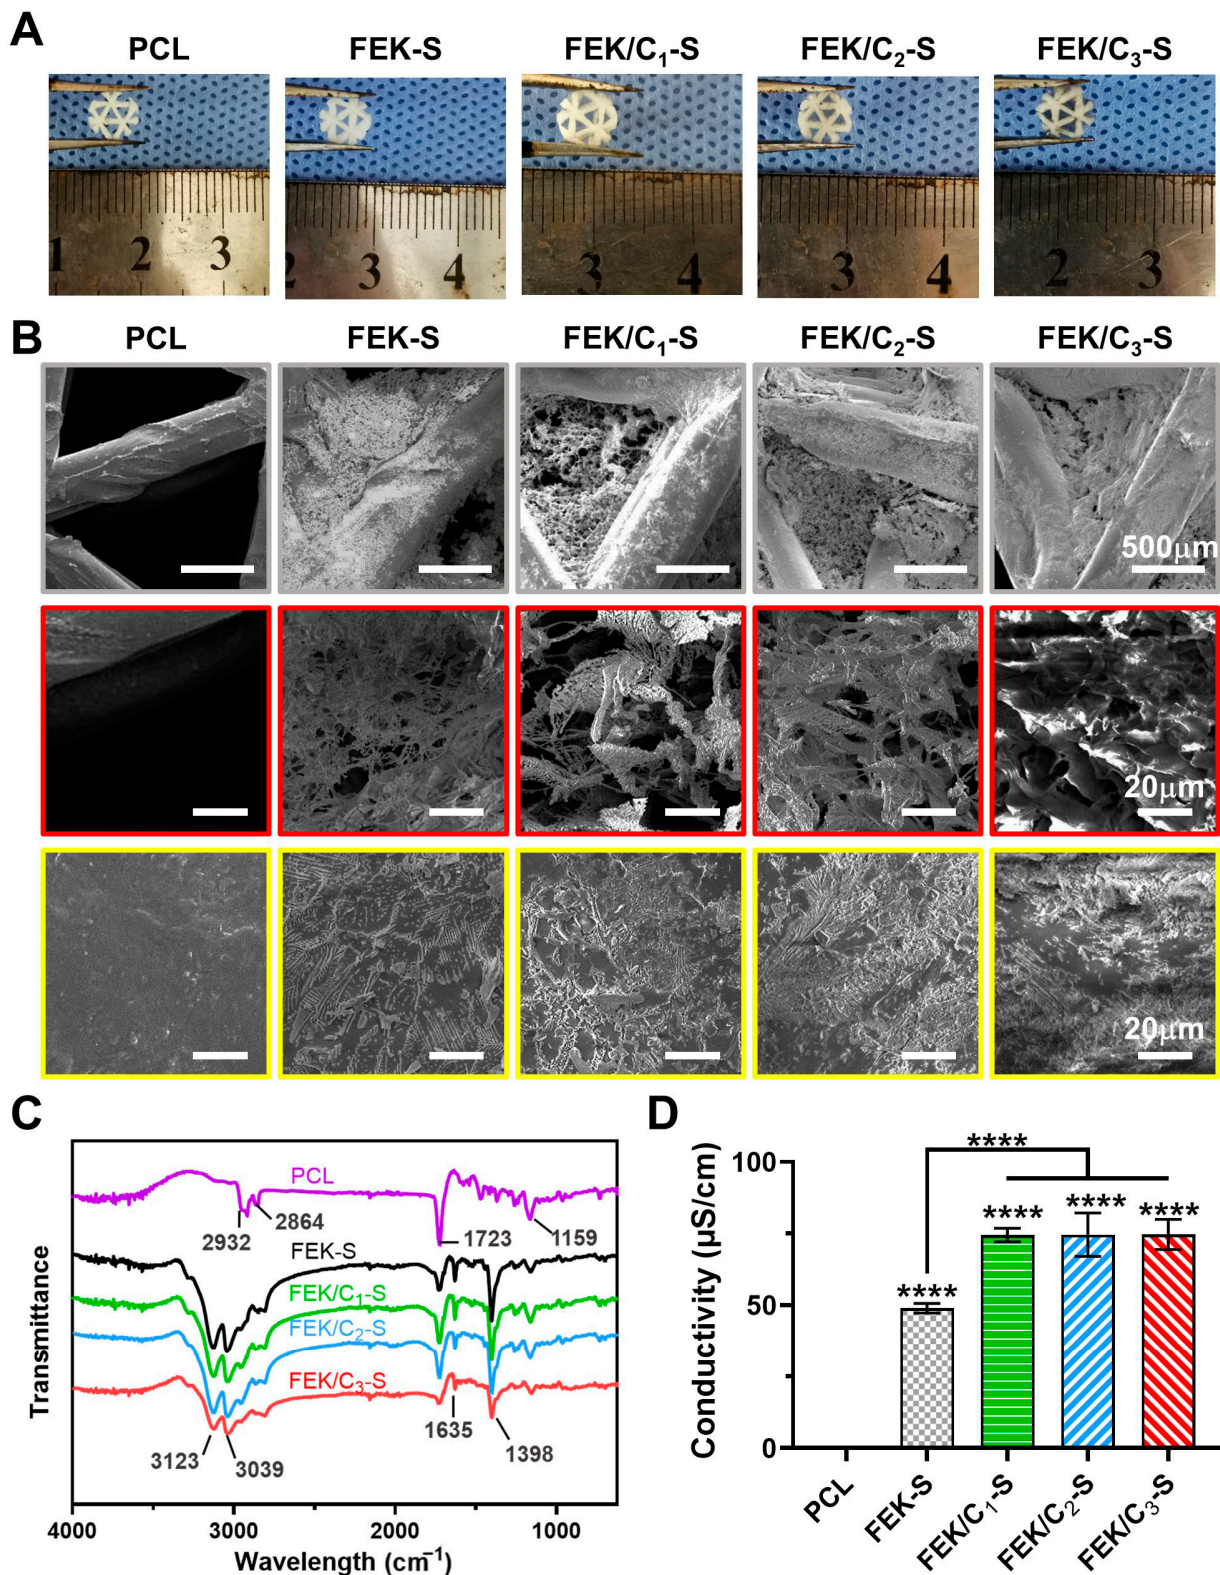 A
PCL FEK-S FEK/C₁-S FEK/C₂-S FEK/C₃-S
1 2 3
2 3 4
3 4
3 4
2 3
B
PCL FEK-S FEK/C₁-S FEK/C₂-S FEK/C₃-S
500μm
20μm
20μm
C
PCL
2932
2864
1723
1159
FEK-S
FEK/C₁-S
FEK/C₂-S
FEK/C₃-S
3123
3039
1635
1398
Transmittance
4000 3000 2000 1000
Wavelength (cm⁻¹)
D
Conductivity (μS/cm)
100
50
0
****
**** **** **** ****
PCL FEK-S FEK/C₁-S FEK/C₂-S FEK/C₃-S